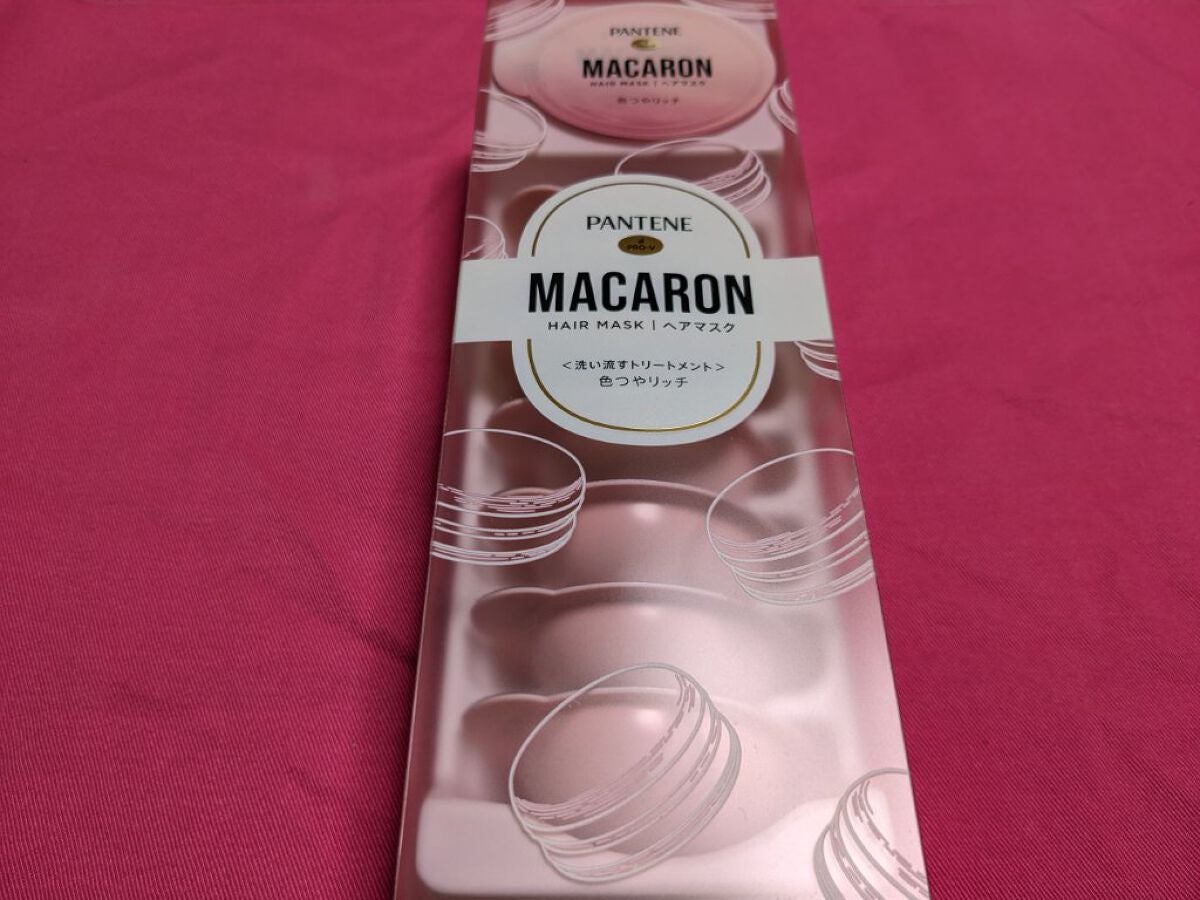 PANTENE
MACARON
HAIR MASK | ヘアマスク
色つやリッチ
PANTENE
PRO-V
MACARON
HAIR MASK | ヘアマスク
<洗い流すトリートメント>
色つやリッチ